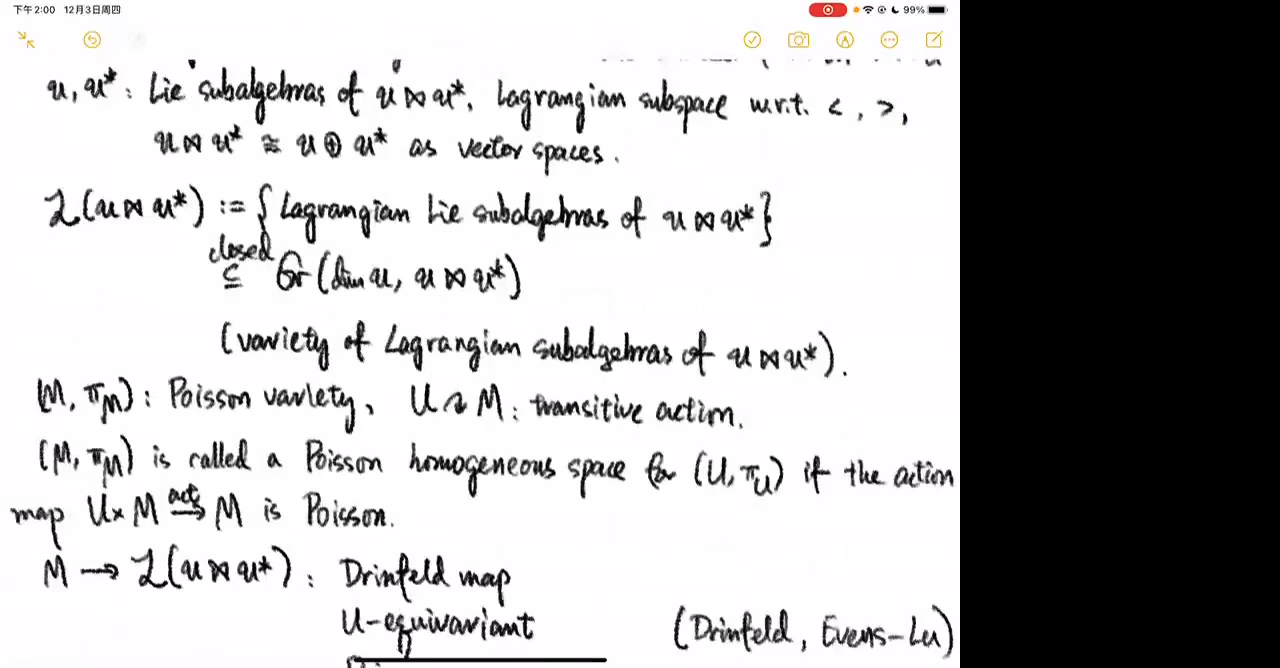 下午2:00 12月3日周四
99%
u, u* : Lie subalgebras of u ⋈ u*, Lagrangian subspace w.r.t. < , >,
u ⋈ u* ≅ u ⊕ u* as vector spaces.
ℒ(u ⋈ u*) := { Lagrangian Lie subalgebras of u ⋈ u* }
closed
⊆ Gr(dim u, u ⋈ u*)
(variety of Lagrangian subalgebras of u ⋈ u*).
(M, π_M) : Poisson variety, U ↷ M : transitive action.
(M, π_M) is called a Poisson homogeneous space for (U, π_U) if the action
map U × M —act→ M is Poisson.
M → ℒ(u ⋈ u*) : Drinfeld map
U-equivariant (Drinfeld, Evens-Lu)